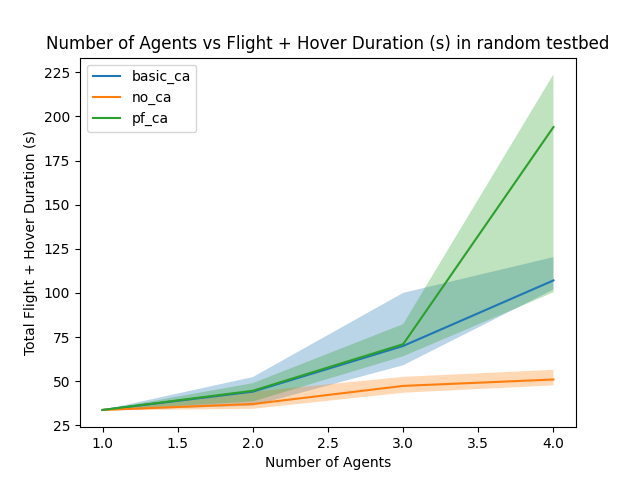 Number of Agents vs Flight + Hover Duration (s) in random testbed
basic_ca
no_ca
pf_ca
Total Flight + Hover Duration (s)
225
200
175
150
125
100
75
50
25
1.0 1.5 2.0 2.5 3.0 3.5 4.0
Number of Agents